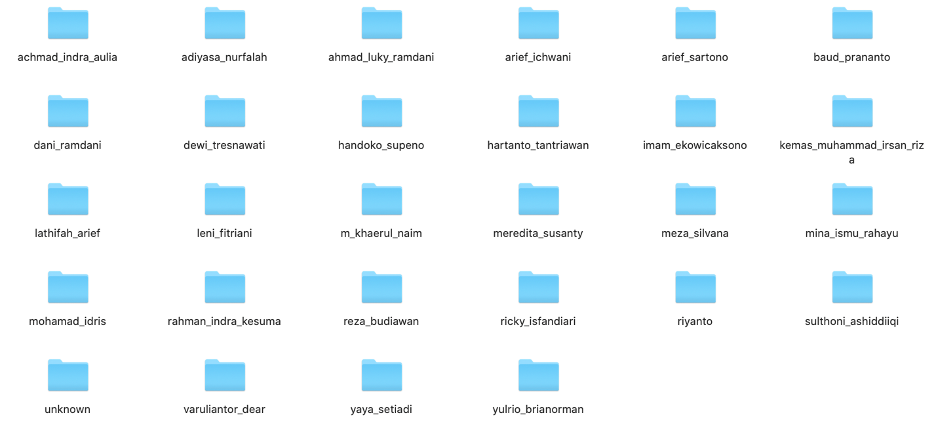 achmad_indra_aulia
adiyasa_nurfalah
ahmad_luky_ramdani
arief_ichwani
arief_sartono
baud_prananto
dani_ramdani
dewi_tresnawati
handoko_supeno
hartanto_tantriawan
imam_ekowicaksono
kemas_muhammad_irsan_riz
a
lathifah_arief
leni_fitriani
m_khaerul_naim
meredita_susanty
meza_silvana
mina_ismu_rahayu
mohamad_idris
rahman_indra_kesuma
reza_budiawan
ricky_isfandiari
riyanto
sulthoni_ashiddiiqi
unknown
varuliantor_dear
yaya_setiadi
yulrio_brianorman